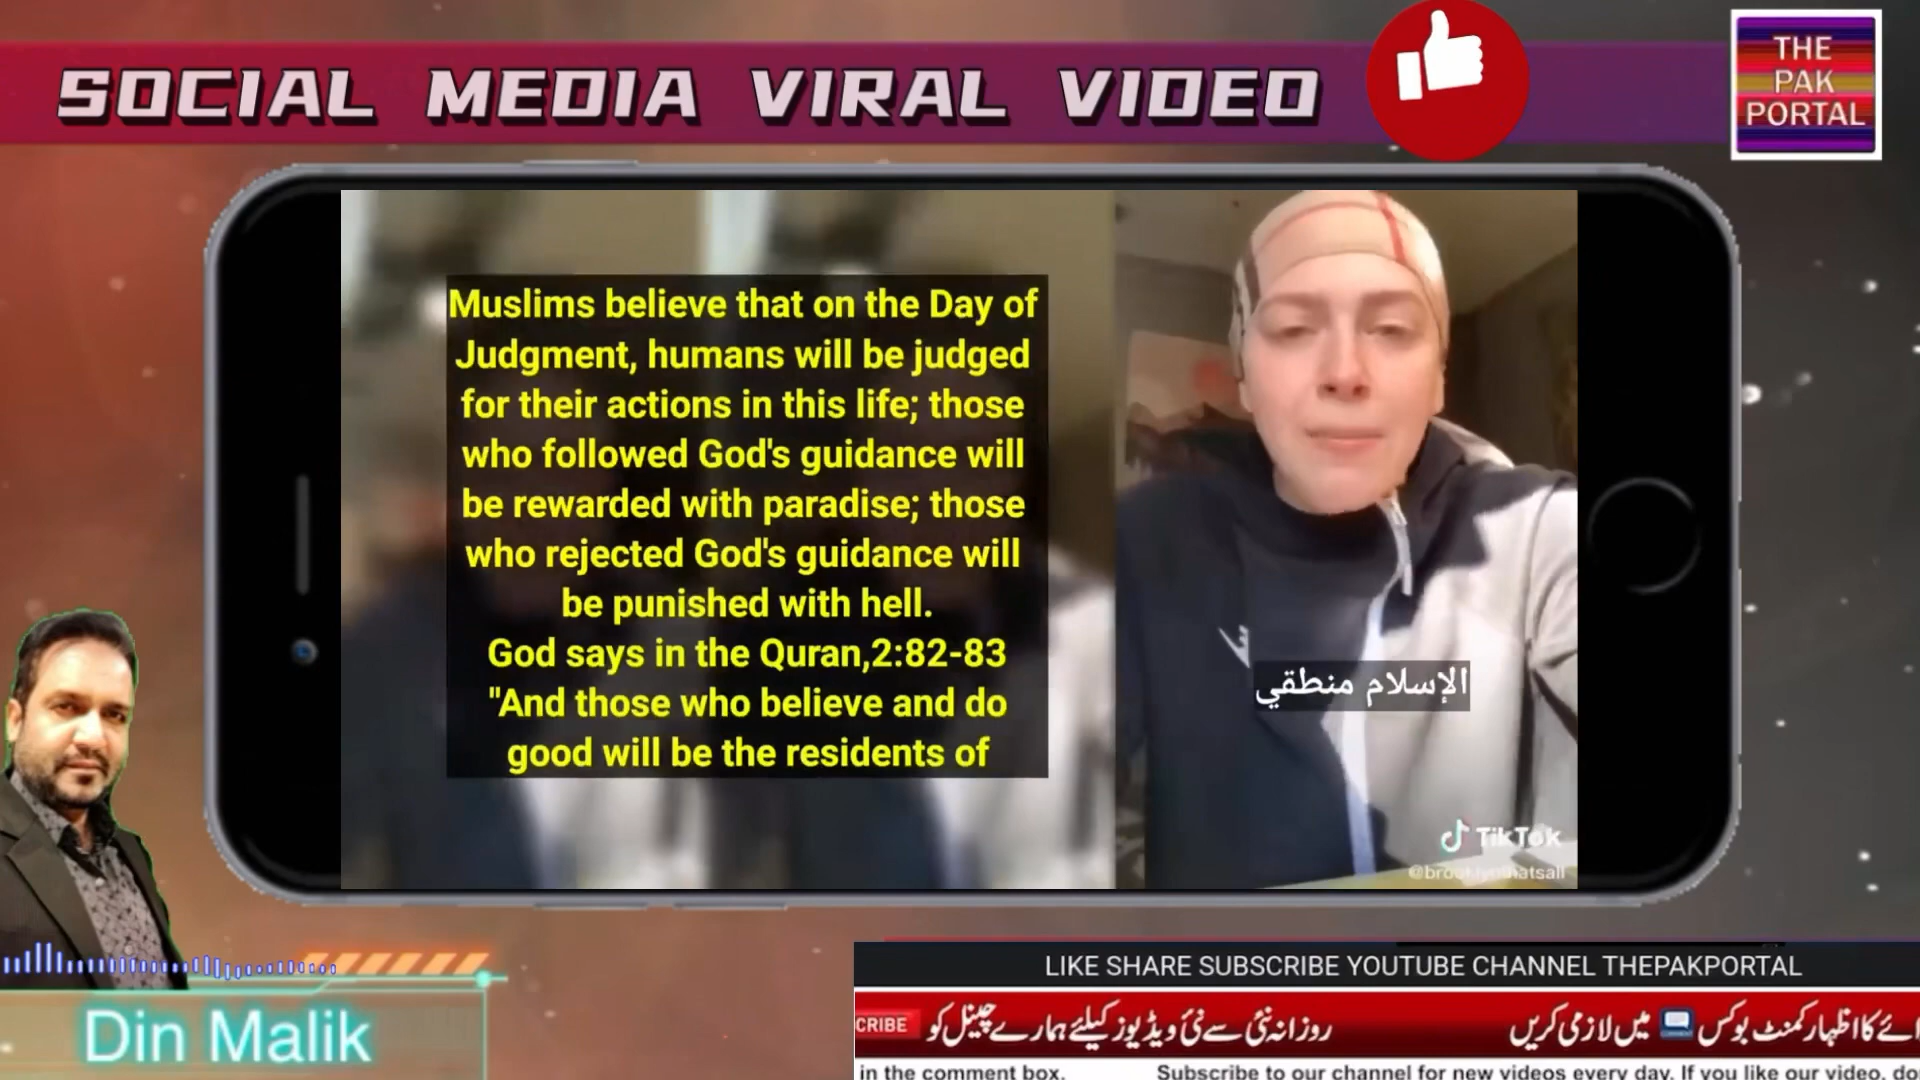 SOCIAL MEDIA VIRAL VIDEO
THE
PAK
PORTAL
Muslims believe that on the Day of
Judgment, humans will be judged
for their actions in this life; those
who followed God's guidance will
be rewarded with paradise; those
who rejected God's guidance will
be punished with hell.
God says in the Quran,2:82-83
"And those who believe and do
good will be the residents of
الإسلام منطقي
TikTok
Din Malik
LIKE SHARE SUBSCRIBE YOUTUBE CHANNEL THEPAKPORTAL
ئے کا اظہار کمنٹ بوکس میں لازمی کریں
روزانہ نئی سے نئی ویڈیوز کیلئے ہمارے چینل کو CRIBE
in the comment box. Subscribe to our channel for new videos every day. If you like our video, do